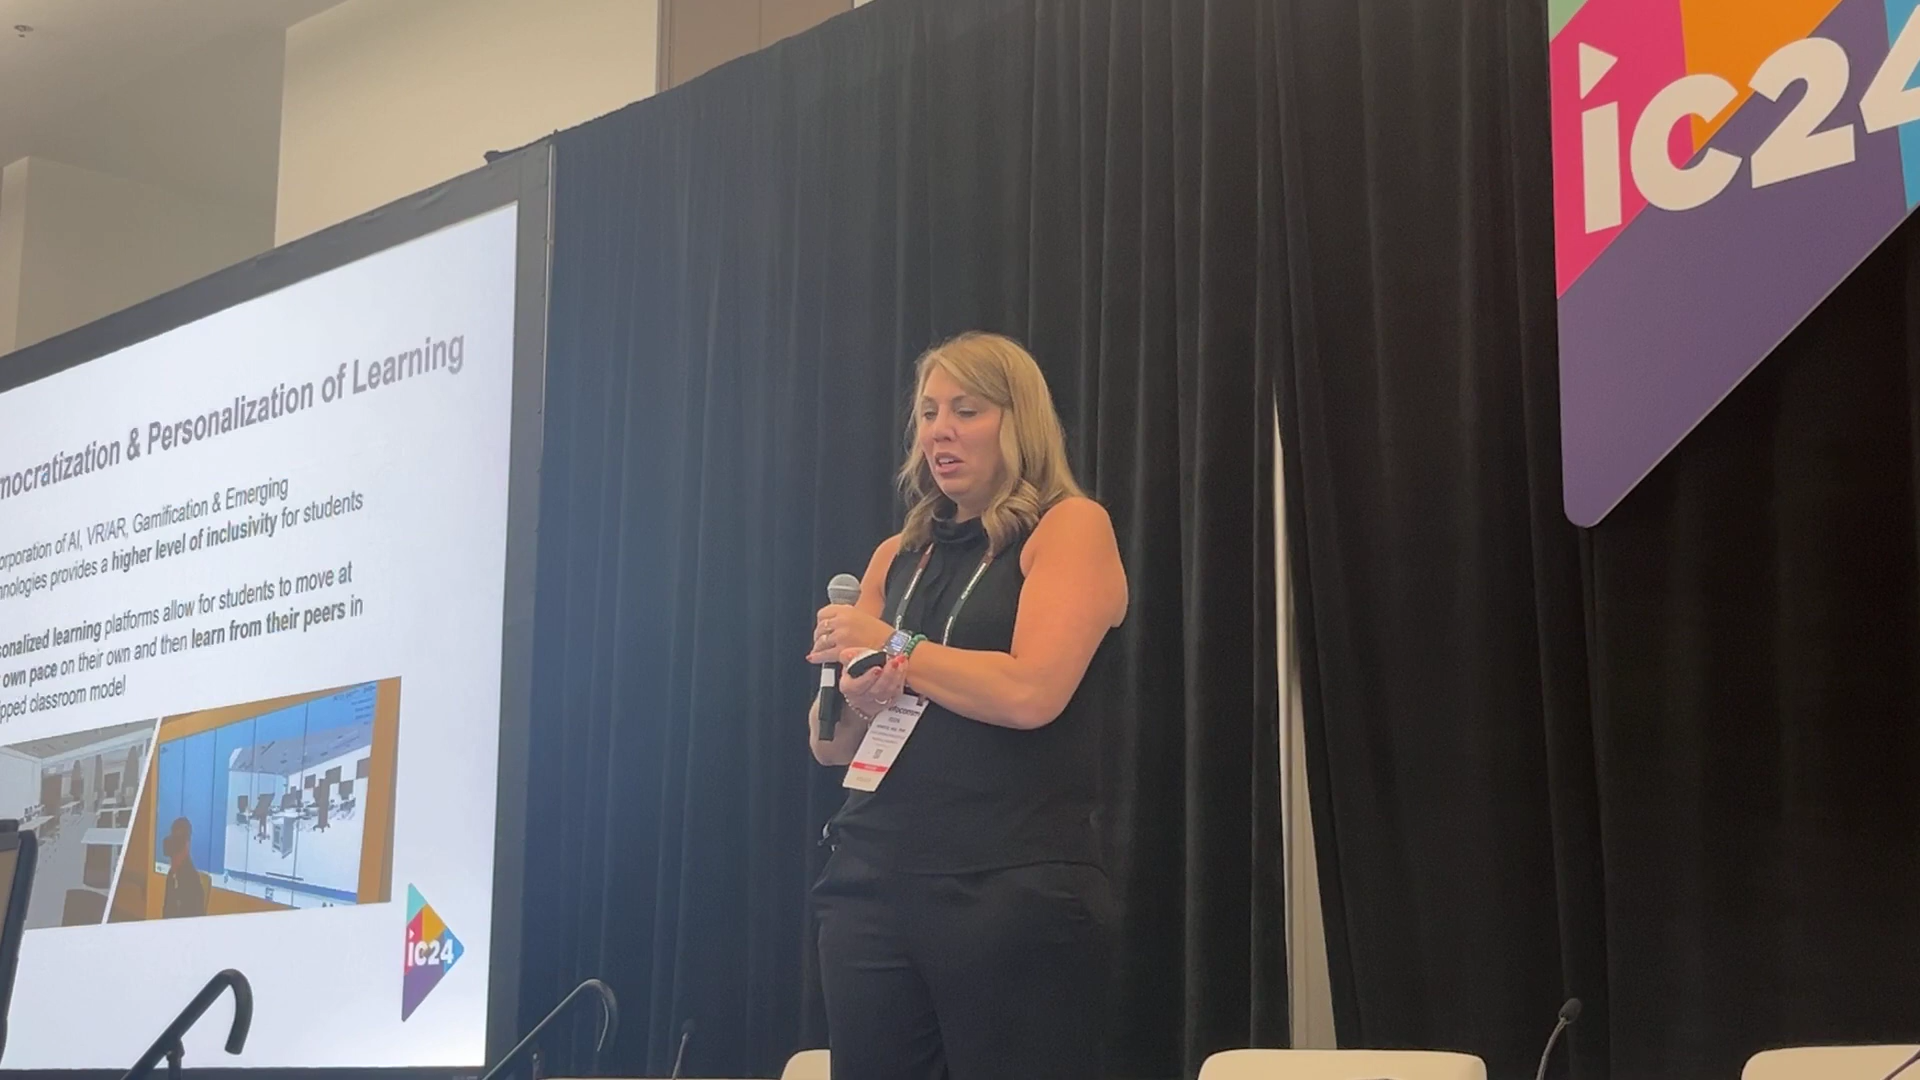 mocratization & Personalization of Learning
orporation of AI, VR/AR, Gamification & Emerging
nologies provides a higher level of inclusivity for students
sonalized learning platforms allow for students to move at
own pace on their own and then learn from their peers in
pped classroom model
ic24
ic24
infocomm